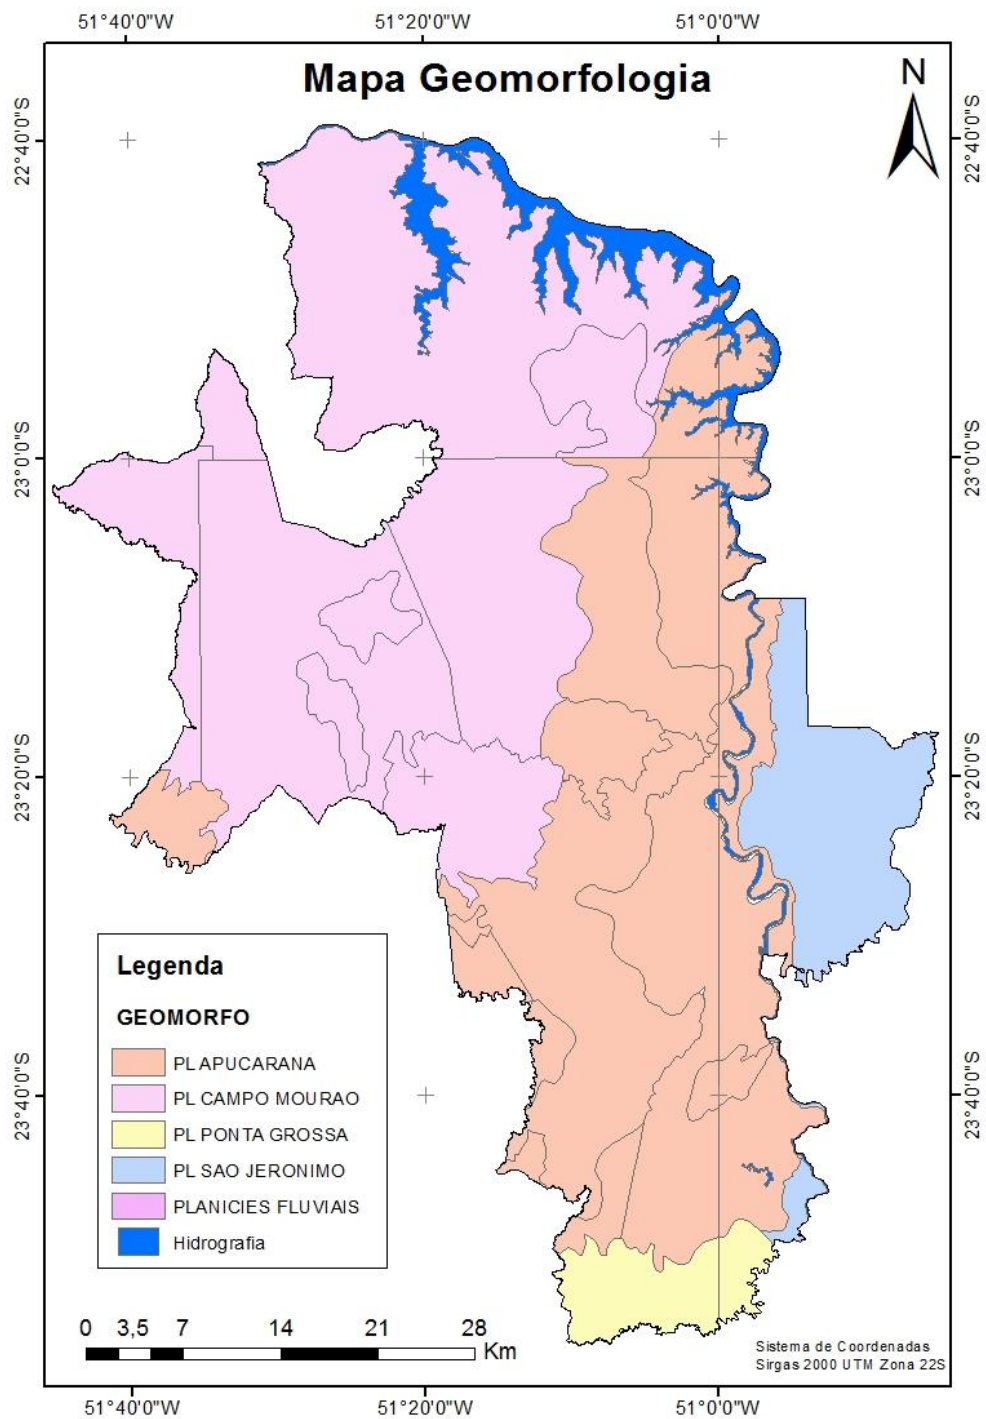 51°40'0"W 51°20'0"W 51°0'0"W
Mapa Geomorfologia
N
22°40'0"S 22°40'0"S
23°0'0"S 23°0'0"S
23°20'0"S 23°20'0"S
23°40'0"S 23°40'0"S
Legenda
GEOMORFO
PL APUCARANA
PL CAMPO MOURAO
PL PONTA GROSSA
PL SAO JERONIMO
PLANICIES FLUVIAIS
Hidrografia
0 3,5 7 14 21 28
Km
Sistema de Coordenadas
Sirgas 2000 UTM Zona 22S
51°40'0"W 51°20'0"W 51°0'0"W